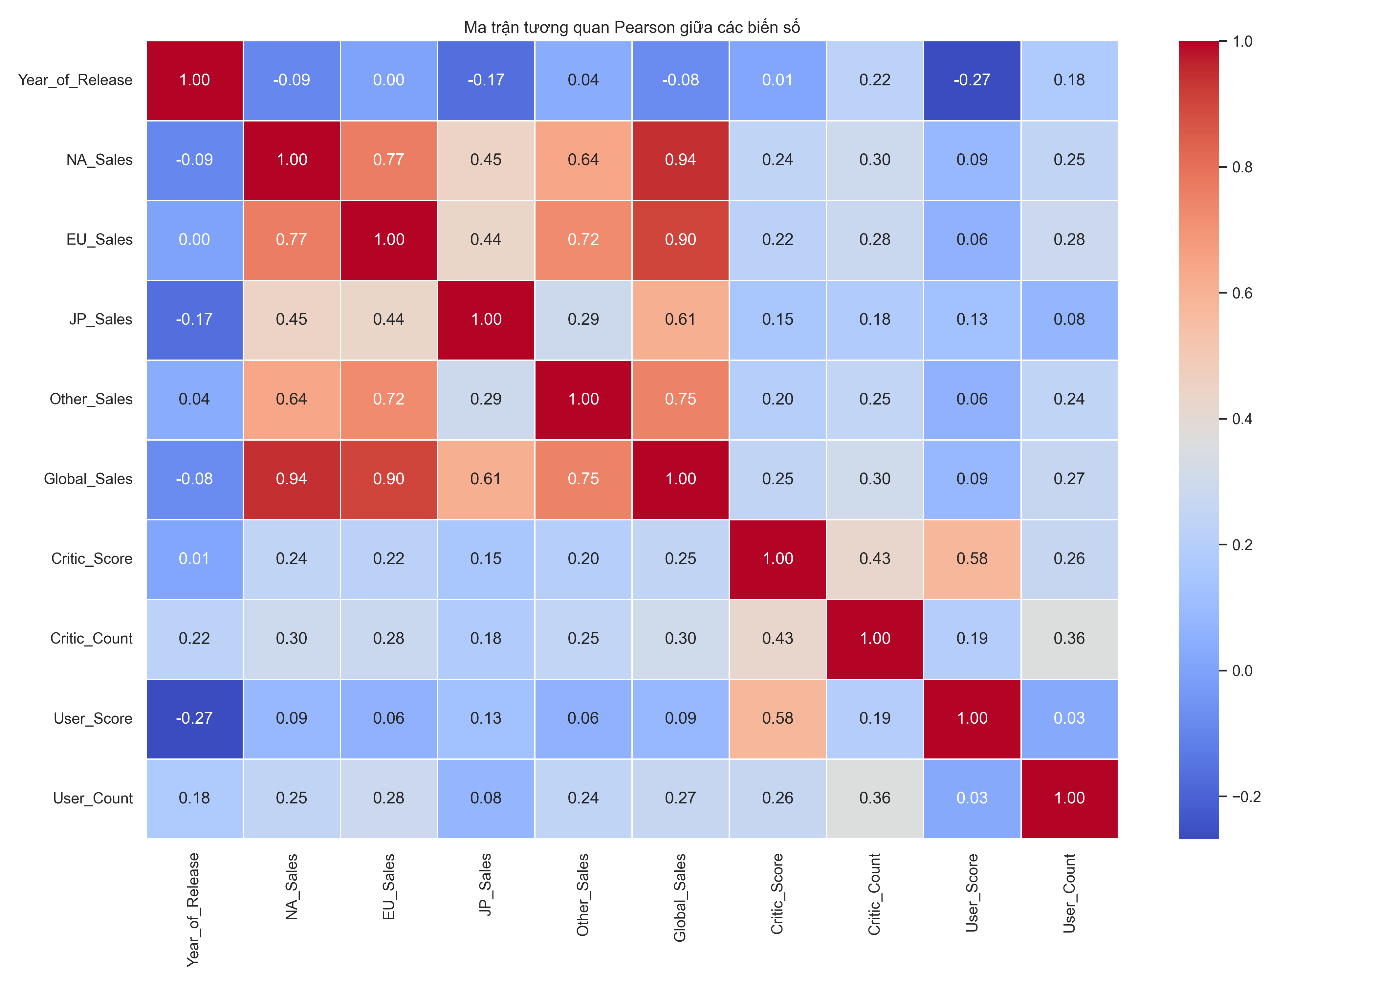 Ma trận tương quan Pearson giữa các biến số
Year_of_Release 1.00 -0.09 0.00 -0.17 0.04 -0.08 0.01 0.22 -0.27 0.18
NA_Sales -0.09 1.00 0.77 0.45 0.64 0.94 0.24 0.30 0.09 0.25
EU_Sales 0.00 0.77 1.00 0.44 0.72 0.90 0.22 0.28 0.06 0.28
JP_Sales -0.17 0.45 0.44 1.00 0.29 0.61 0.15 0.18 0.13 0.08
Other_Sales 0.04 0.64 0.72 0.29 1.00 0.75 0.20 0.25 0.06 0.24
Global_Sales -0.08 0.94 0.90 0.61 0.75 1.00 0.25 0.30 0.09 0.27
Critic_Score 0.01 0.24 0.22 0.15 0.20 0.25 1.00 0.43 0.58 0.26
Critic_Count 0.22 0.30 0.28 0.18 0.25 0.30 0.43 1.00 0.19 0.36
User_Score -0.27 0.09 0.06 0.13 0.06 0.09 0.58 0.19 1.00 0.03
User_Count 0.18 0.25 0.28 0.08 0.24 0.27 0.26 0.36 0.03 1.00
Year_of_Release
NA_Sales
EU_Sales
JP_Sales
Other_Sales
Global_Sales
Critic_Score
Critic_Count
User_Score
User_Count
1.0
0.8
0.6
0.4
0.2
0.0
−0.2